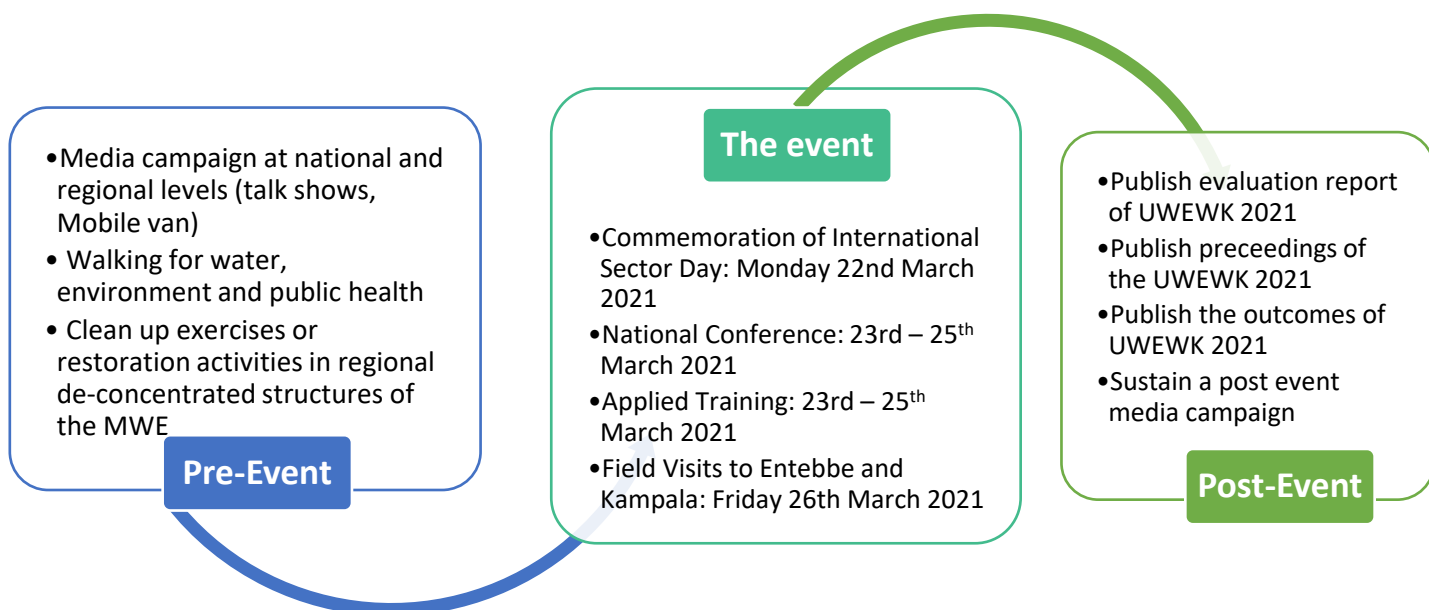 •Media campaign at national and
regional levels (talk shows,
Mobile van)
• Walking for water,
environment and public health
• Clean up exercises or
restoration activities in regional
de-concentrated structures of
the MWE
Pre-Event
The event
•Commemoration of International
Sector Day: Monday 22nd March
2021
•National Conference: 23rd – 25th
March 2021
•Applied Training: 23rd – 25th
March 2021
•Field Visits to Entebbe and
Kampala: Friday 26th March 2021
•Publish evaluation report
of UWEWK 2021
•Publish preceedings of
the UWEWK 2021
•Publish the outcomes of
UWEWK 2021
•Sustain a post event
media campaign
Post-Event